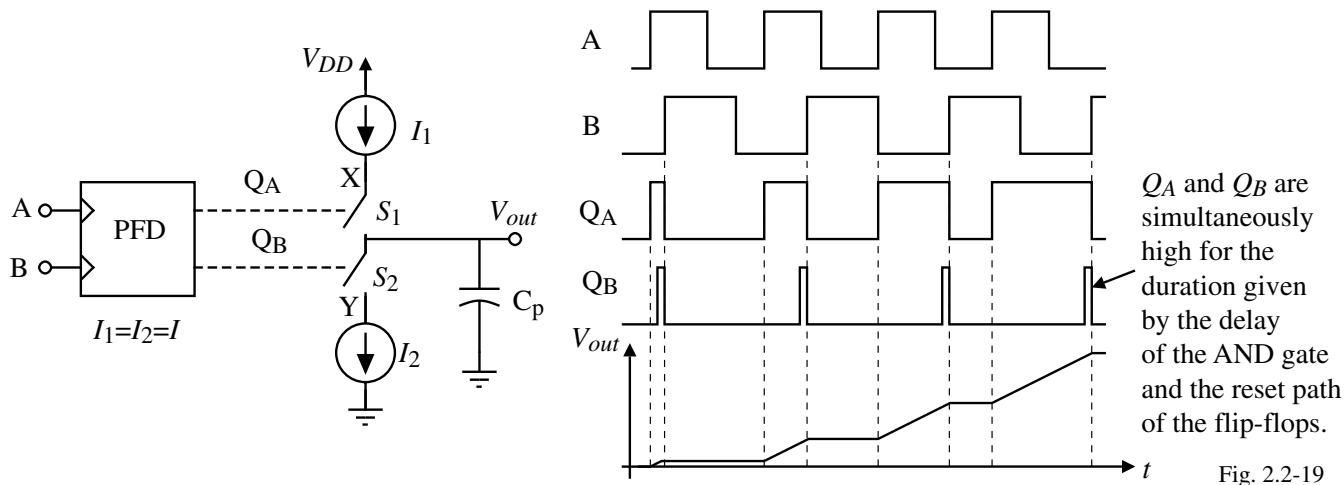 V_DD
I_1
X
Q_A
A
PFD
S_1
V_out
B
Q_B
S_2
Y
C_p
I_1=I_2=I
I_2
A
B
Q_A
Q_B
V_out
t
Q_A and Q_B are
simultaneously
high for the
duration given
by the delay
of the AND gate
and the reset path
of the flip-flops.
Fig. 2.2-19